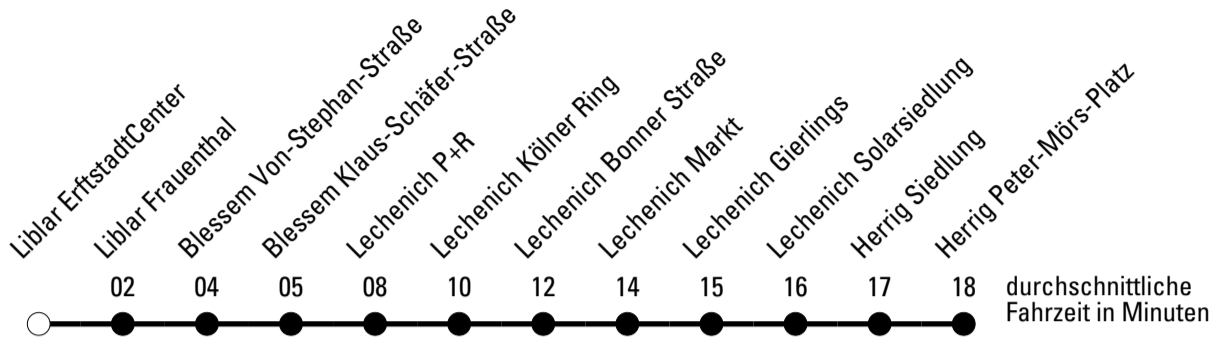 Liblar ErftstadtCenter
Liblar Frauenthal
Blessem Von-Stephan-Straße
Blessem Klaus-Schäfer-Straße
Lechenich P+R
Lechenich Kölner Ring
Lechenich Bonner Straße
Lechenich Markt
Lechenich Gierlings
Lechenich Solarsiedlung
Herrig Siedlung
Herrig Peter-Mörs-Platz
02 04 05 08 10 12 14 15 16 17 18
durchschnittliche
Fahrzeit in Minuten